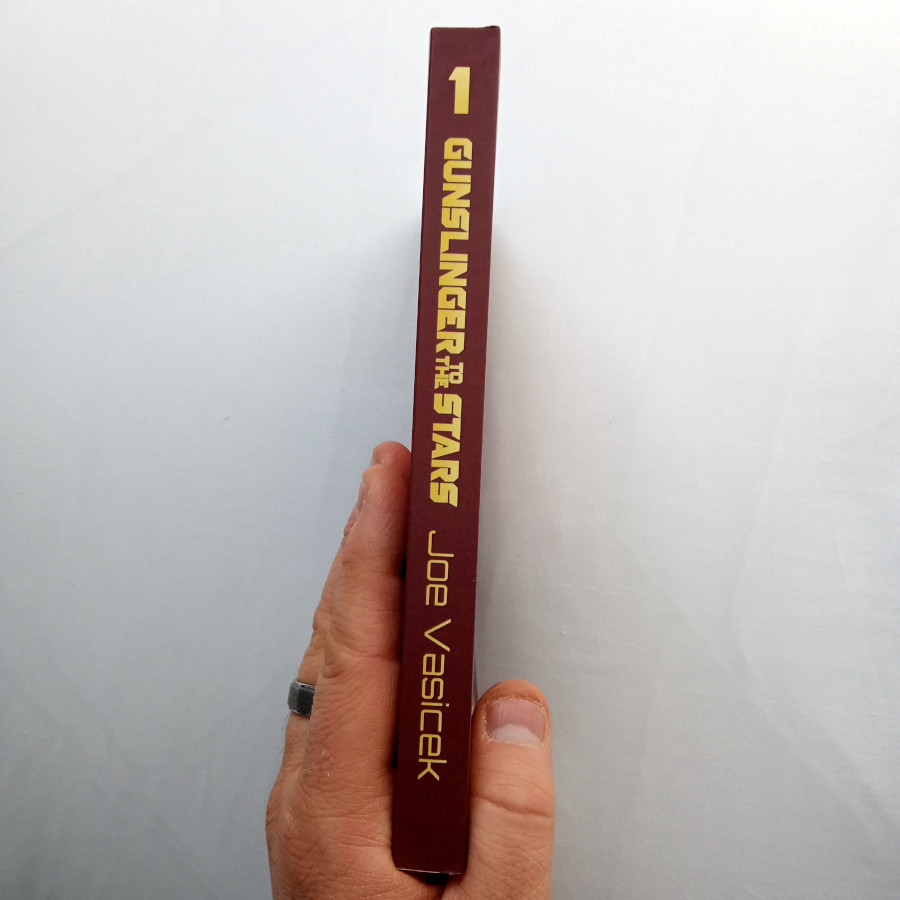 1
GUNSLINGER TO THE STARS
Joe Vasicek